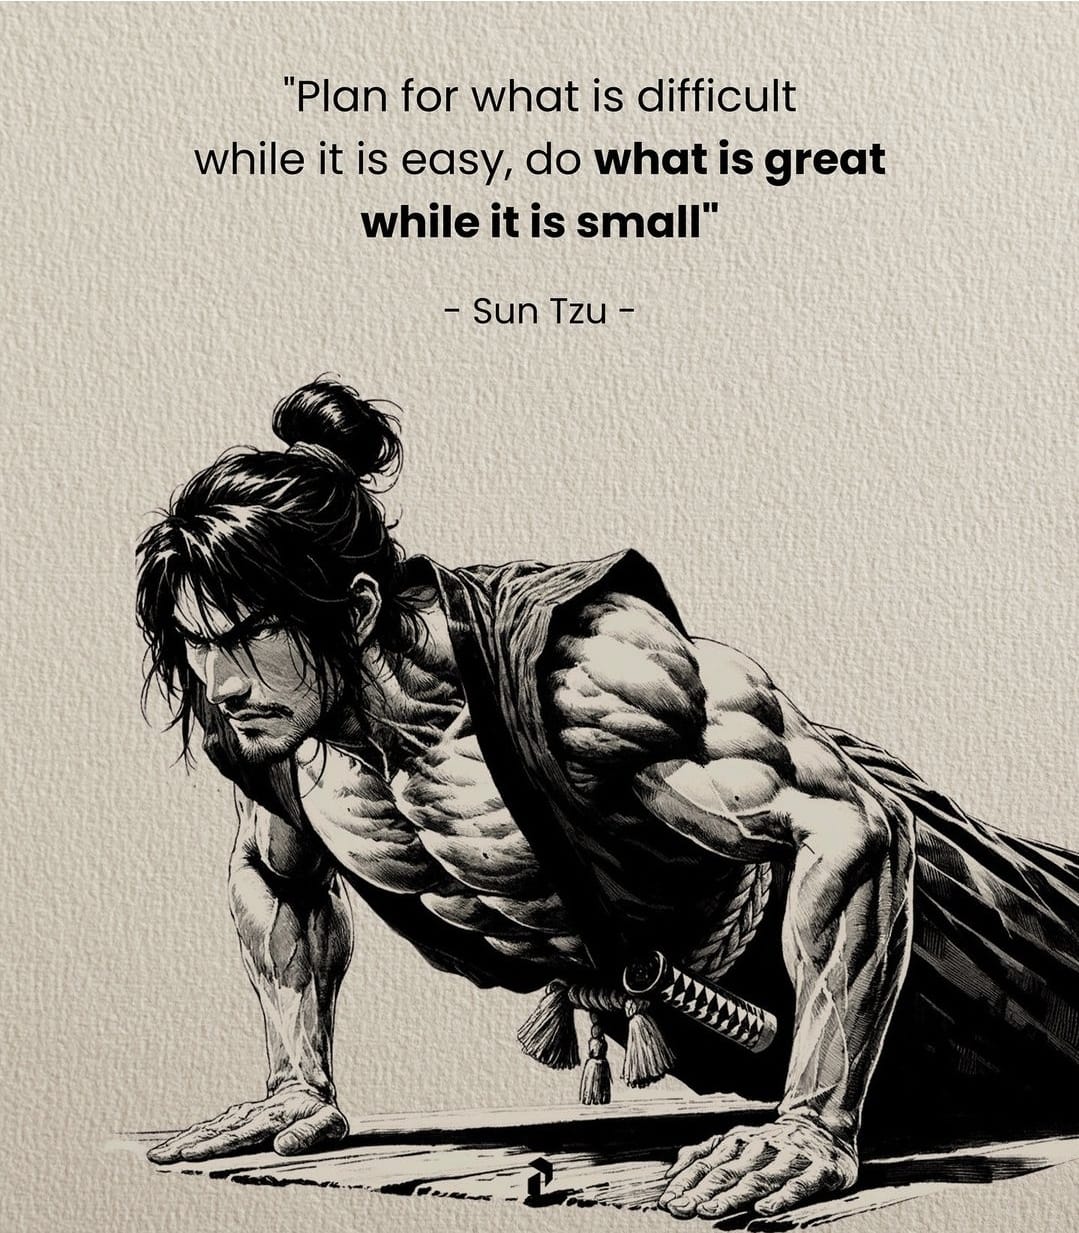 "Plan for what is difficult
while it is easy, do what is great
while it is small"
- Sun Tzu -